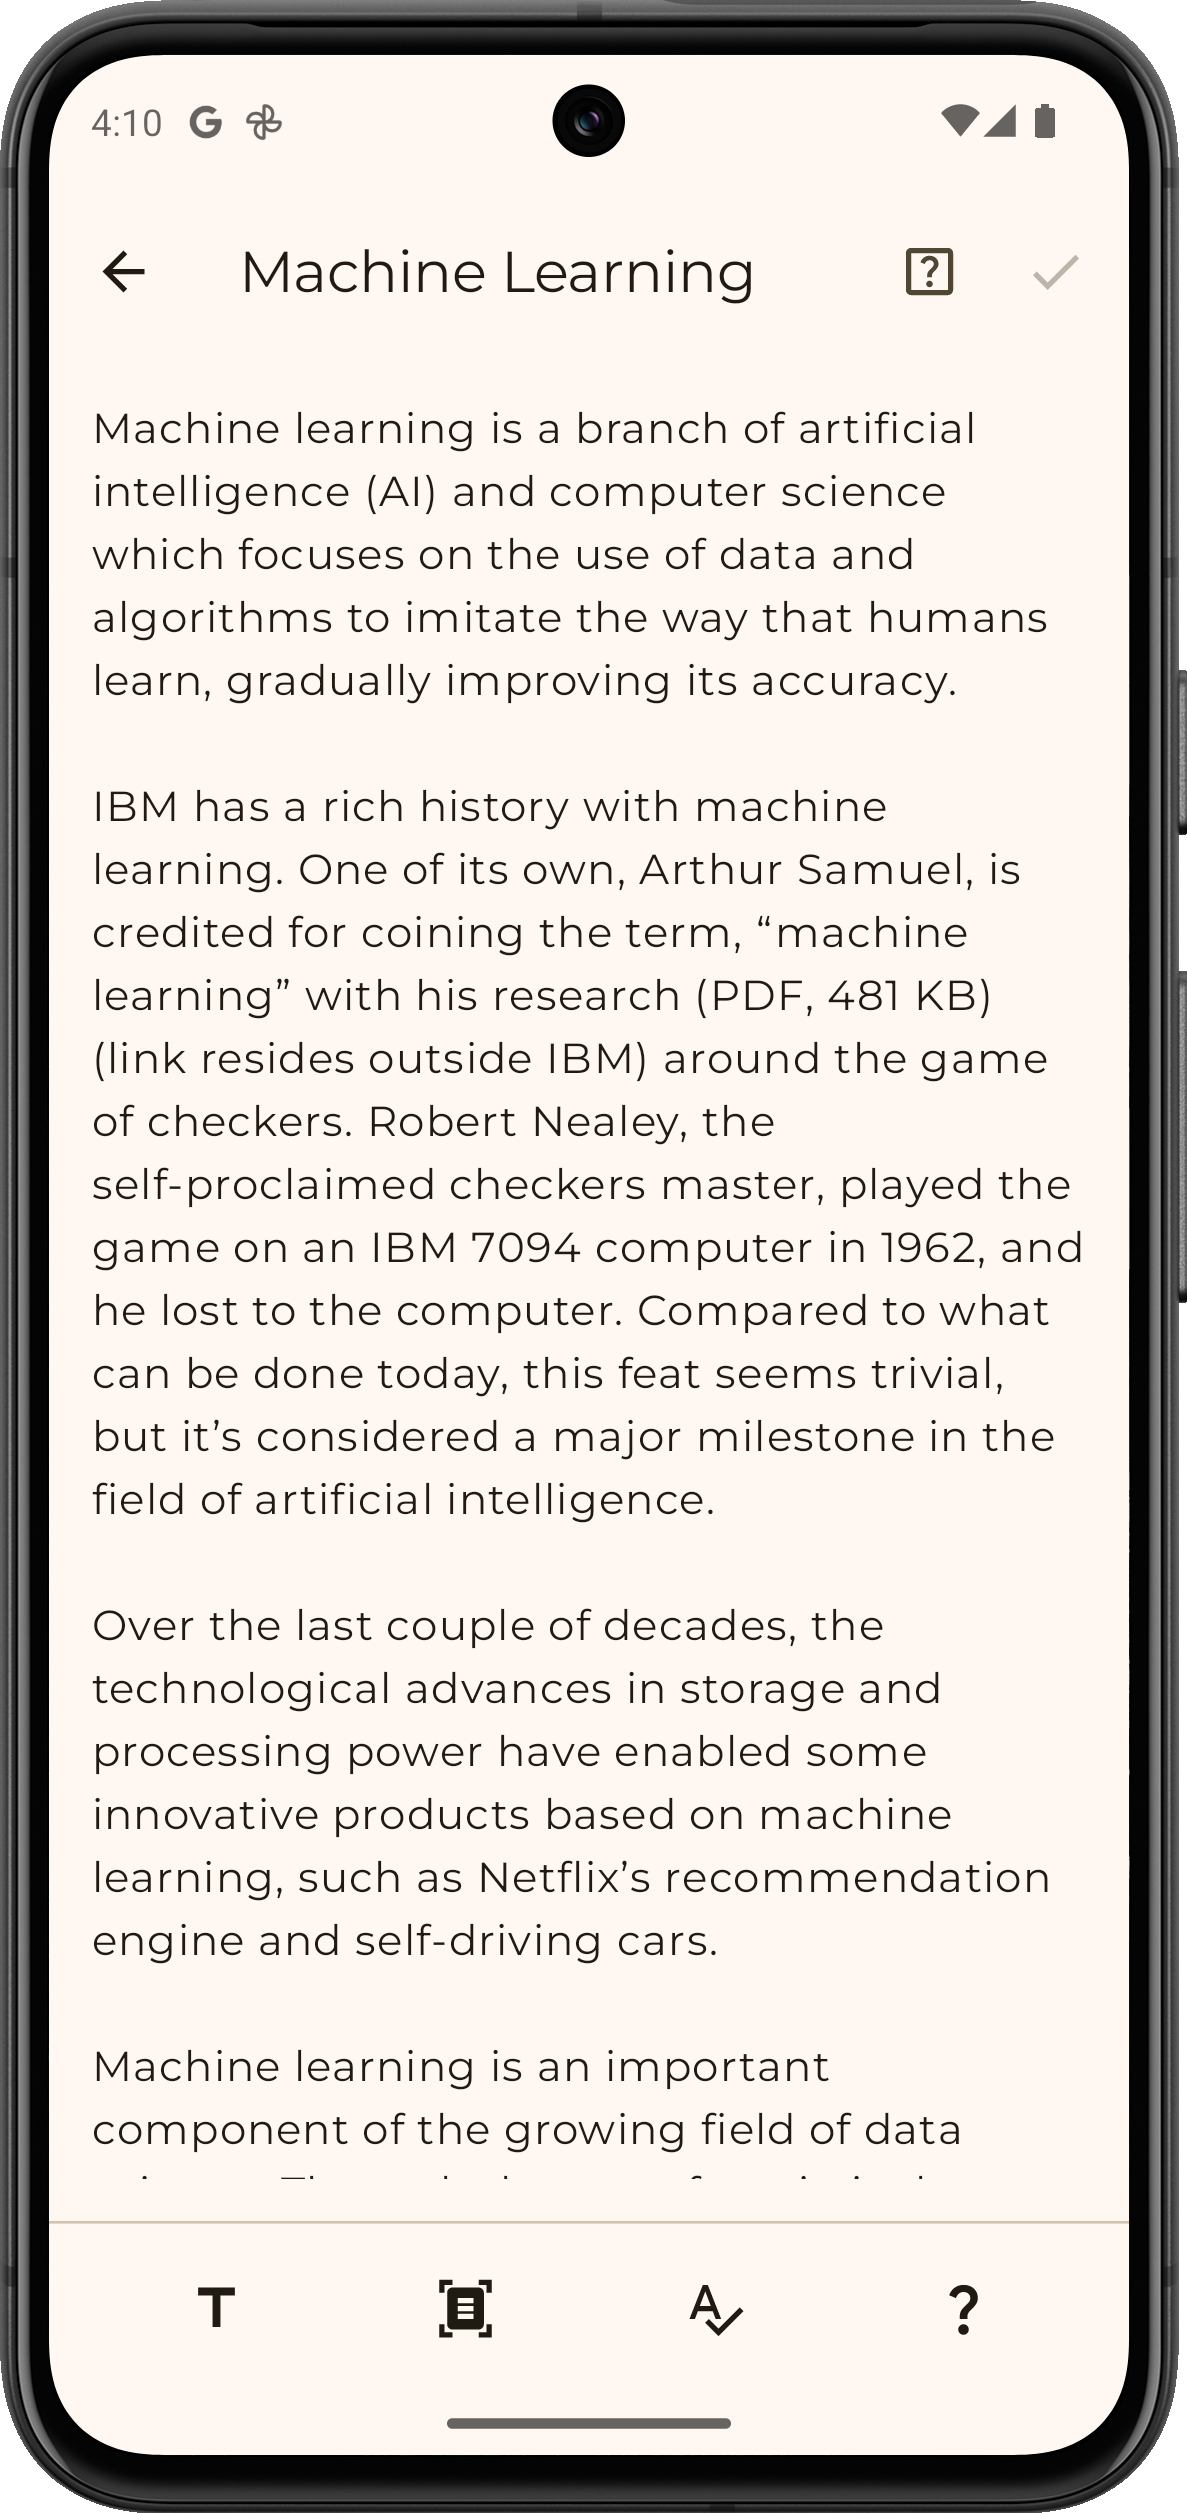 4:10
Machine Learning
Machine learning is a branch of artificial
intelligence (AI) and computer science
which focuses on the use of data and
algorithms to imitate the way that humans
learn, gradually improving its accuracy.
IBM has a rich history with machine
learning. One of its own, Arthur Samuel, is
credited for coining the term, “machine
learning” with his research (PDF, 481 KB)
(link resides outside IBM) around the game
of checkers. Robert Nealey, the
self-proclaimed checkers master, played the
game on an IBM 7094 computer in 1962, and
he lost to the computer. Compared to what
can be done today, this feat seems trivial,
but it’s considered a major milestone in the
field of artificial intelligence.
Over the last couple of decades, the
technological advances in storage and
processing power have enabled some
innovative products based on machine
learning, such as Netflix’s recommendation
engine and self-driving cars.
Machine learning is an important
component of the growing field of data